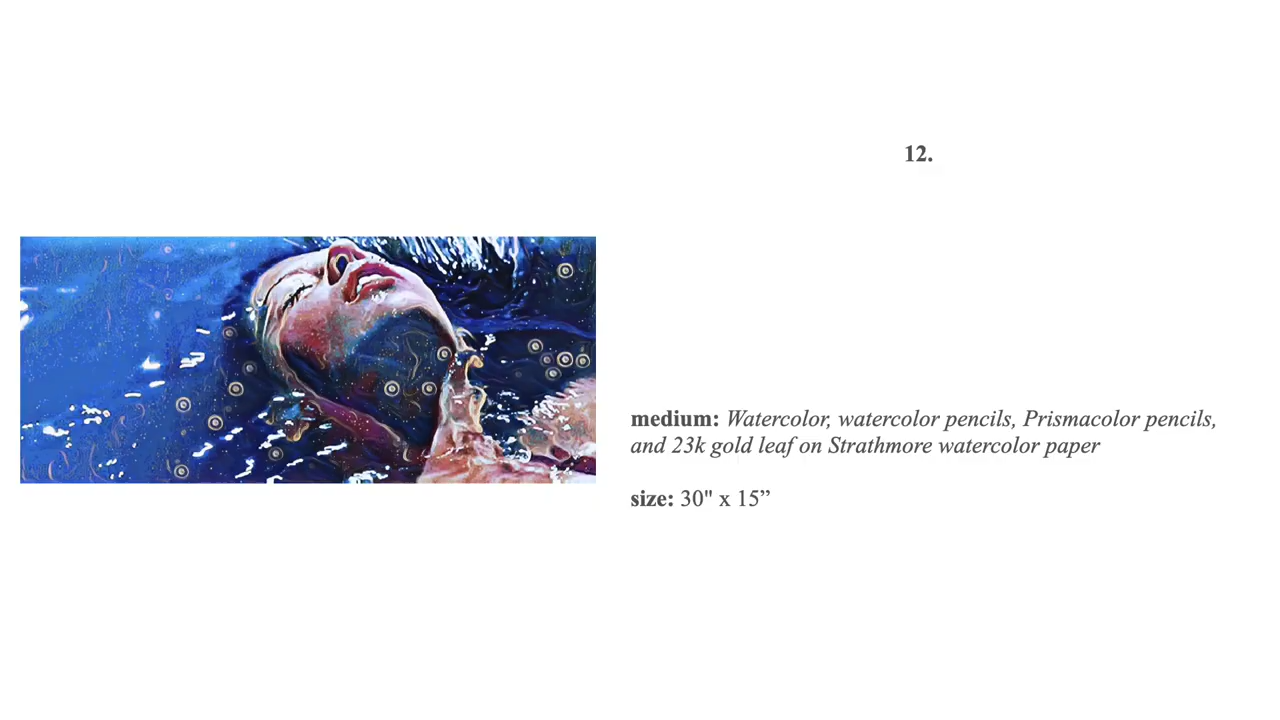 12.
medium: Watercolor, watercolor pencils, Prismacolor pencils,
and 23k gold leaf on Strathmore watercolor paper
size: 30" x 15”